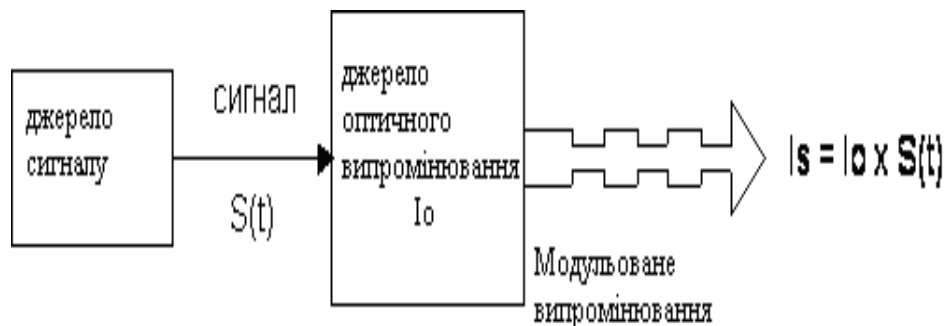 джерело
сигналу
сигнал
S(t)
джерело
оптичного
випромінювання
Io
Модульоване
випромінювання
Is = Io x S(t)